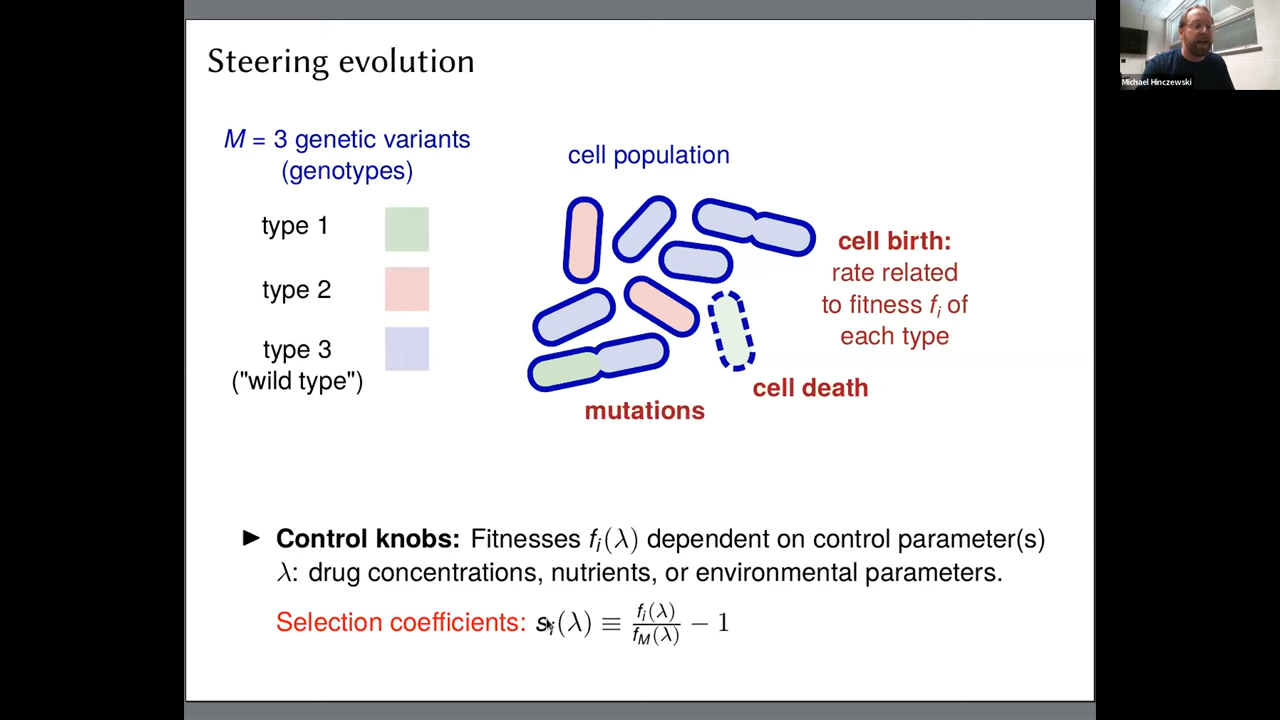 Steering evolution
M = 3 genetic variants
(genotypes)
type 1
type 2
type 3
("wild type")
cell population
cell birth:
rate related
to fitness fᵢ of
each type
cell death
mutations
► Control knobs: Fitnesses fᵢ(λ) dependent on control parameter(s)
λ: drug concentrations, nutrients, or environmental parameters.
Selection coefficients: sᵢ(λ) ≡ fᵢ(λ)/f_M(λ) − 1
Michael Hinczewski